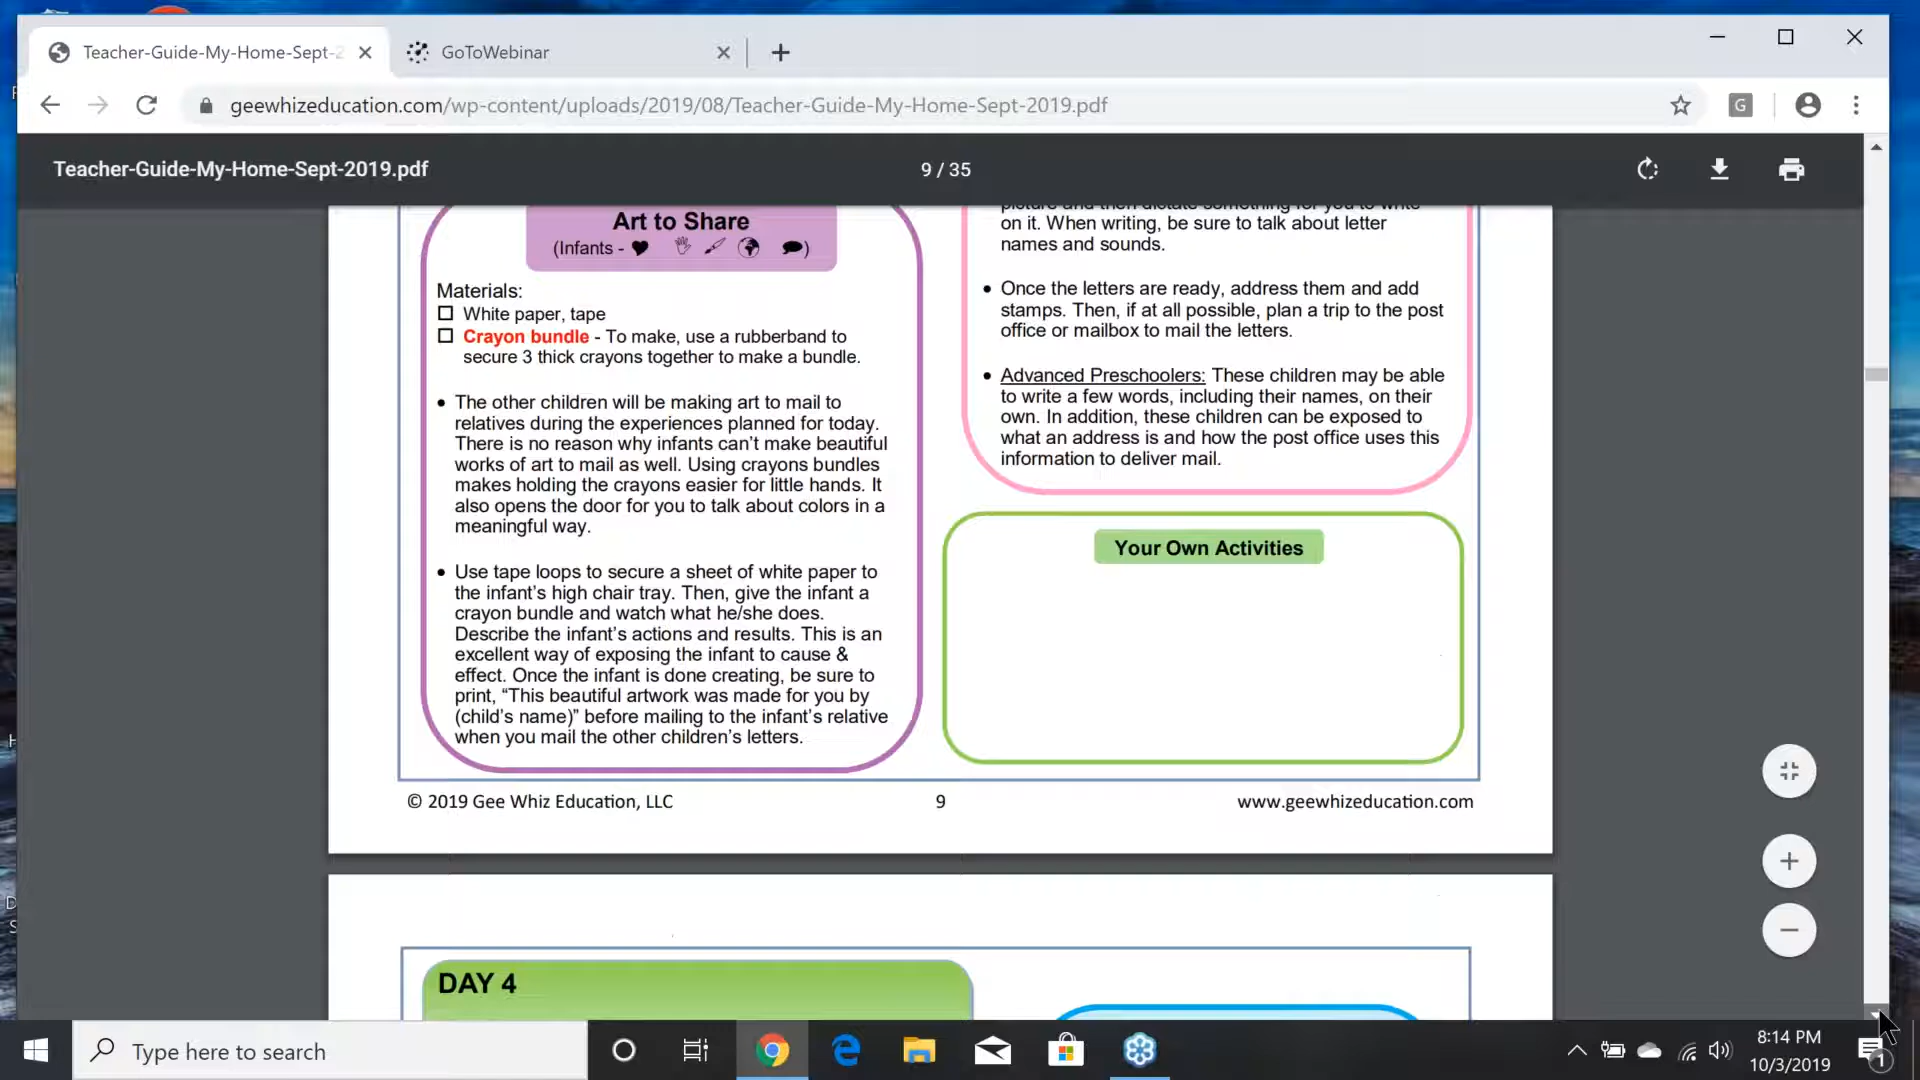 Teacher-Guide-My-Home-Sept-2
GoToWebinar
geewhizeducation.com/wp-content/uploads/2019/08/Teacher-Guide-My-Home-Sept-2019.pdf
G
Teacher-Guide-My-Home-Sept-2019.pdf
9 / 35
Art to Share
(Infants - )
Materials:
White paper, tape
Crayon bundle - To make, use a rubberband to
secure 3 thick crayons together to make a bundle.
• The other children will be making art to mail to
relatives during the experiences planned for today.
There is no reason why infants can't make beautiful
works of art to mail as well. Using crayons bundles
makes holding the crayons easier for little hands. It
also opens the door for you to talk about colors in a
meaningful way.
• Use tape loops to secure a sheet of white paper to
the infant's high chair tray. Then, give the infant a
crayon bundle and watch what he/she does.
Describe the infant's actions and results. This is an
excellent way of exposing the infant to cause &
effect. Once the infant is done creating, be sure to
print, "This beautiful artwork was made for you by
(child's name)" before mailing to the infant's relative
when you mail the other children's letters.
picture and then dictate something for you to write
on it. When writing, be sure to talk about letter
names and sounds.
• Once the letters are ready, address them and add
stamps. Then, if at all possible, plan a trip to the post
office or mailbox to mail the letters.
• Advanced Preschoolers: These children may be able
to write a few words, including their names, on their
own. In addition, these children can be exposed to
what an address is and how the post office uses this
information to deliver mail.
Your Own Activities
© 2019 Gee Whiz Education, LLC
9
www.geewhizeducation.com
DAY 4
Type here to search
8:14 PM
10/3/2019
1